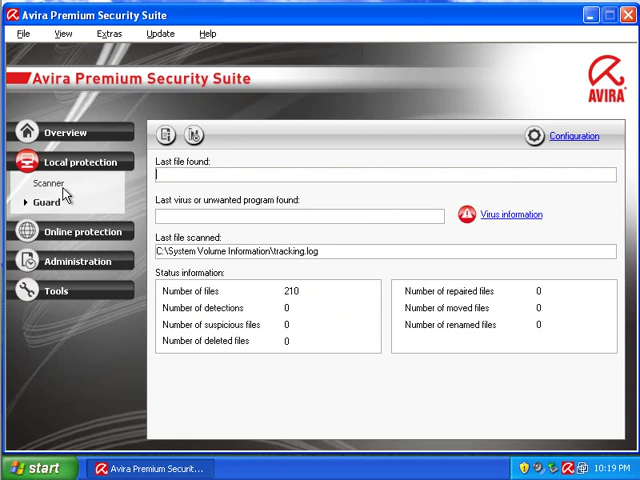 Avira Premium Security Suite
File View Extras Update Help
Avira Premium Security Suite
AVIRA
Overview
Local protection
Scanner
Guard
Online protection
Administration
Tools
Configuration
Last file found:
Last virus or unwanted program found:
Virus information
Last file scanned:
C:\System Volume Information\tracking.log
Status information:
Number of files 210
Number of detections 0
Number of suspicious files 0
Number of deleted files 0
Number of repaired files 0
Number of moved files 0
Number of renamed files 0
start
Avira Premium Securit...
10:19 PM